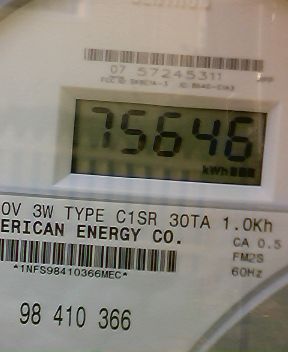 07 57245311
75646
kWh
0V 3W TYPE C1SR 30TA 1.0Kh
ERICAN ENERGY CO.
CA 0.5
FM2S
60Hz
*1NFS98410366MEC*
98 410 366